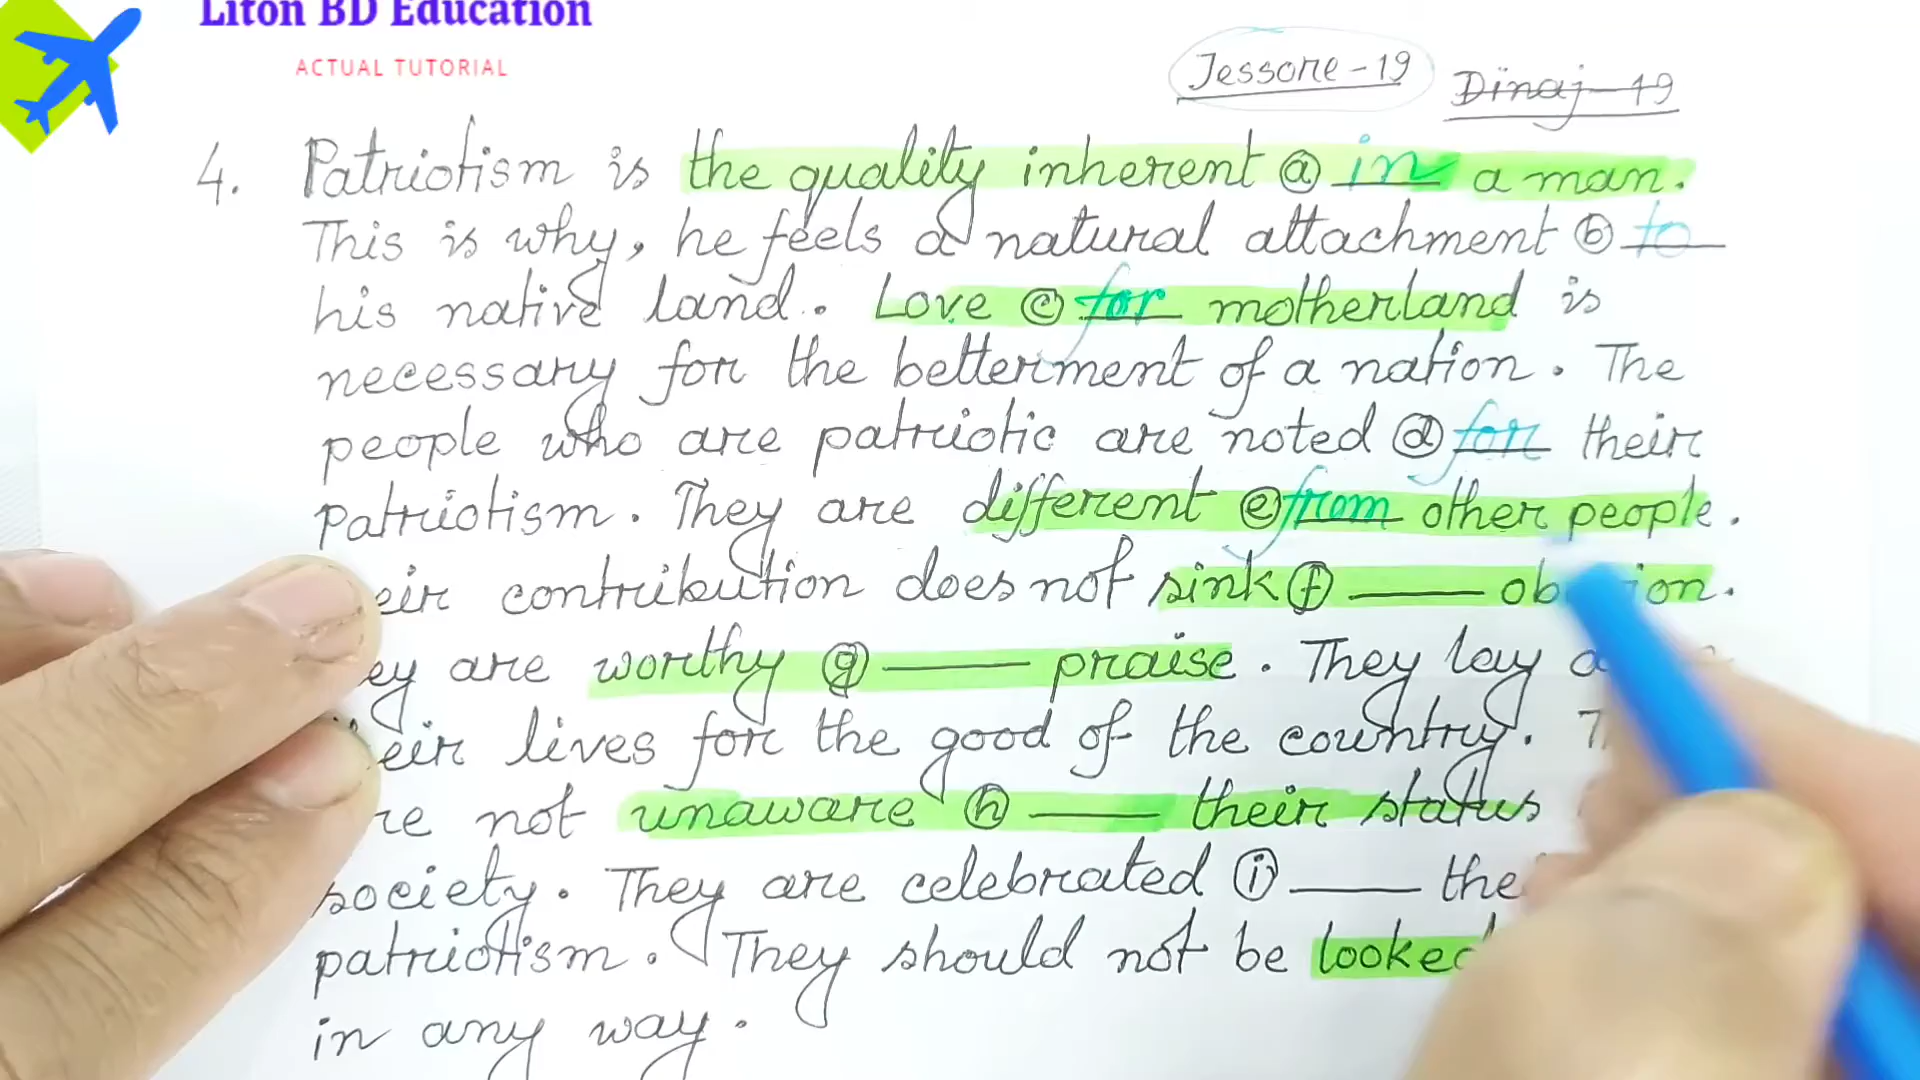 Liton BD Education
ACTUAL TUTORIAL
Jessore-19 Dinaj-19
4. Patriotism is the quality inherent ⓐ in a man.
This is why, he feels a natural attachment ⓑ to
his native land. Love ⓒ for motherland is
necessary for the betterment of a nation. The
people who are patriotic are noted ⓓ for their
patriotism. They are different ⓔ from other people.
contribution does not sink ⓕ ____
are worthy ⓖ ____ praise. They lay
lives for the good of the country.
not unaware ⓗ ____ their status
society. They are celebrated ⓘ ____
patriotism. They should not be looked
in any way.